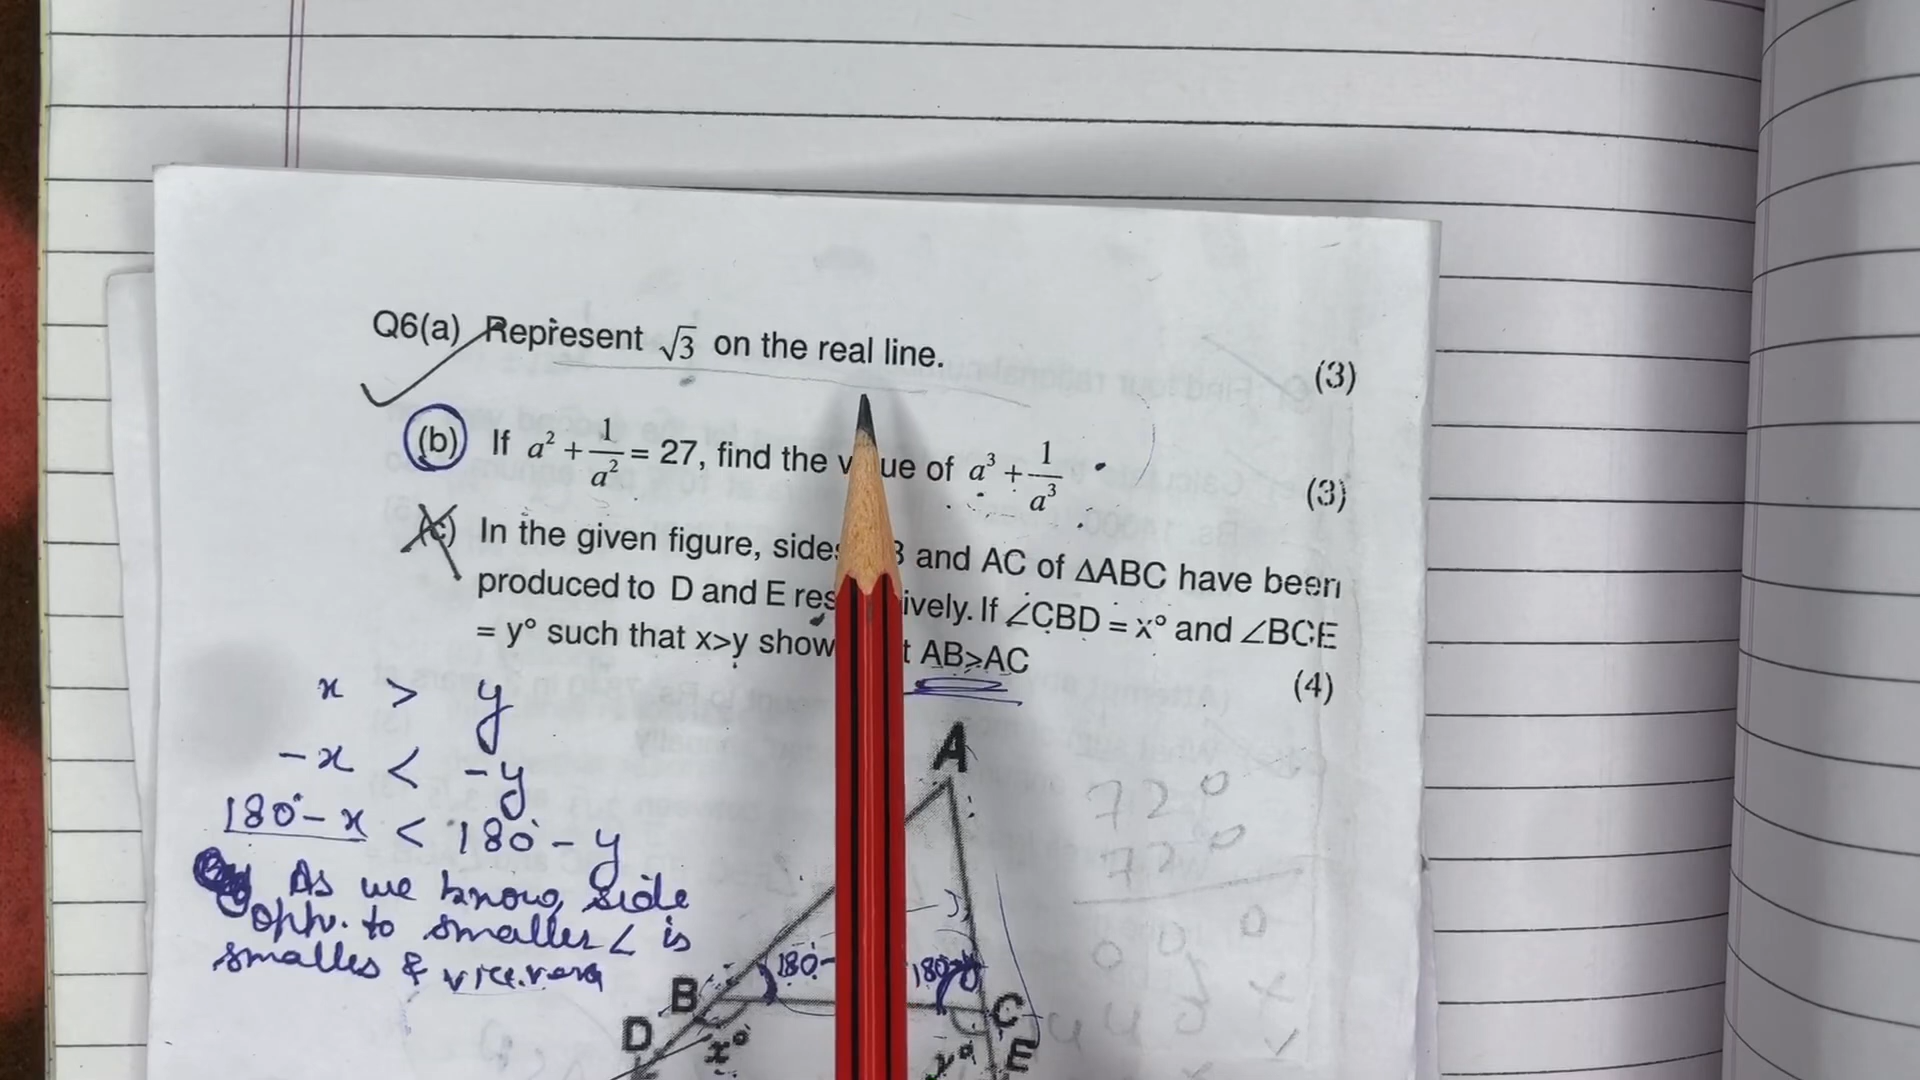 Q6(a) Represent √3 on the real line. (3)
(b) If a² + 1/a² = 27, find the v ue of a³ + 1/a³ (3)
(c) In the given figure, side B and AC of ΔABC have been
produced to D and E res ively. If ∠CBD = x° and ∠BCE
= y° such that x>y show t AB>AC (4)
x > y
-x < -y
180° - x < 180° - y
As we know, side
opp. to smaller ∠ is
smaller & vice.versa
A
72°
72°
180-
180-y
B
C
D
x°
y°
E